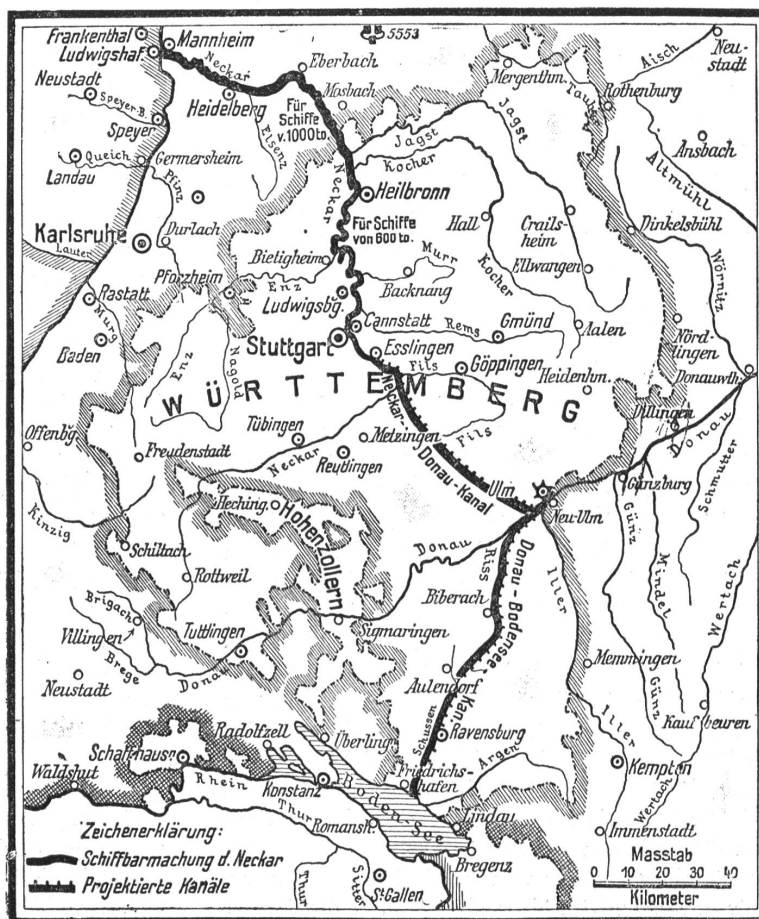 Frankenthal
Ludwigshaf.
Mannheim
5553
Neu-
stadt
Aisch
Eberbach
Neckar
Mergenthm.
Tauber
Rothenburg
Neustadt
Speyer-B.
Heidelberg
Mosbach
Für
Schiffe
v. 1000 to.
Elsenz
Speyer
Jagst
Jagst
Ansbach
Queich
Germersheim
Kocher
Altmühl
Landau
Pfinz
Neckar
Heilbronn
Karlsruhe
Durlach
Für Schiffe
von 600 to.
Hall
Crails-
heim
Dinkelsbühl
Lauter
Bietigheim
Murr
Kocher
Ellwangen
Wörnitz
Pforzheim
Enz
Backnang
Rastatt
Ludwigsbg.
Murg
Cannstatt
Rems
Gmünd
Aalen
Nörd-
lingen
Baden
Stuttgart
Esslingen
Enz
Nagold
Fils
Göppingen
Heidenhm.
Donauwth.
WÜRTTEMBERG
Dillingen
Offenbg.
Tübingen
Metzingen
Fils
Donau
Freudenstadt
Neckar
Reutlingen
Neckar-Donau-Kanal
Ulm
Günzburg
Schmutter
Kinzig
Heching.
Neu-Ulm
Hohenzollern
Schiltach
Donau
Riss
Donau-Bodensee-Kan.
Iller
Günz
Mindel
Wertach
Rottweil
Brigach
Biberach
Villingen
Sigmaringen
Tuttlingen
Brege
Donau
Memmingen
Neustadt
Aulendorf
Günz
Radolfzell
Überling.
Schussen
Ravensburg
Iller
Kaufbeuren
Schaffhausn
Argen
Waldshut
Rhein
Konstanz
Friedrichs-
hafen
Kempton
Wertach
Boden-See
Thur
Romansh.
Lindau
Immenstadt
Zeichenerklärung:
Bregenz
Masstab
Schiffbarmachung d. Neckar
0 10 20 30 40
Projektierte Kanäle
Thur
Sitter
St. Gallen
Kilometer